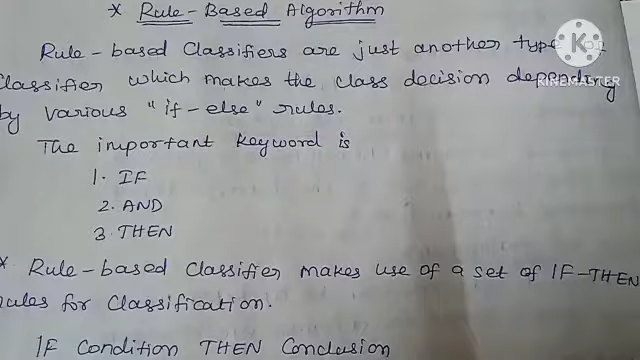 * Rule-Based Algorithm
Rule-based Classifiers are just another type
Classifier which makes the class decision depending
by various "if-else" rules.
The important keyword is
1. IF
2. AND
3. THEN
* Rule-based classifier makes use of a set of IF-THEN
rules for classification.
IF Condition THEN Conclusion
K
KINEMASTER